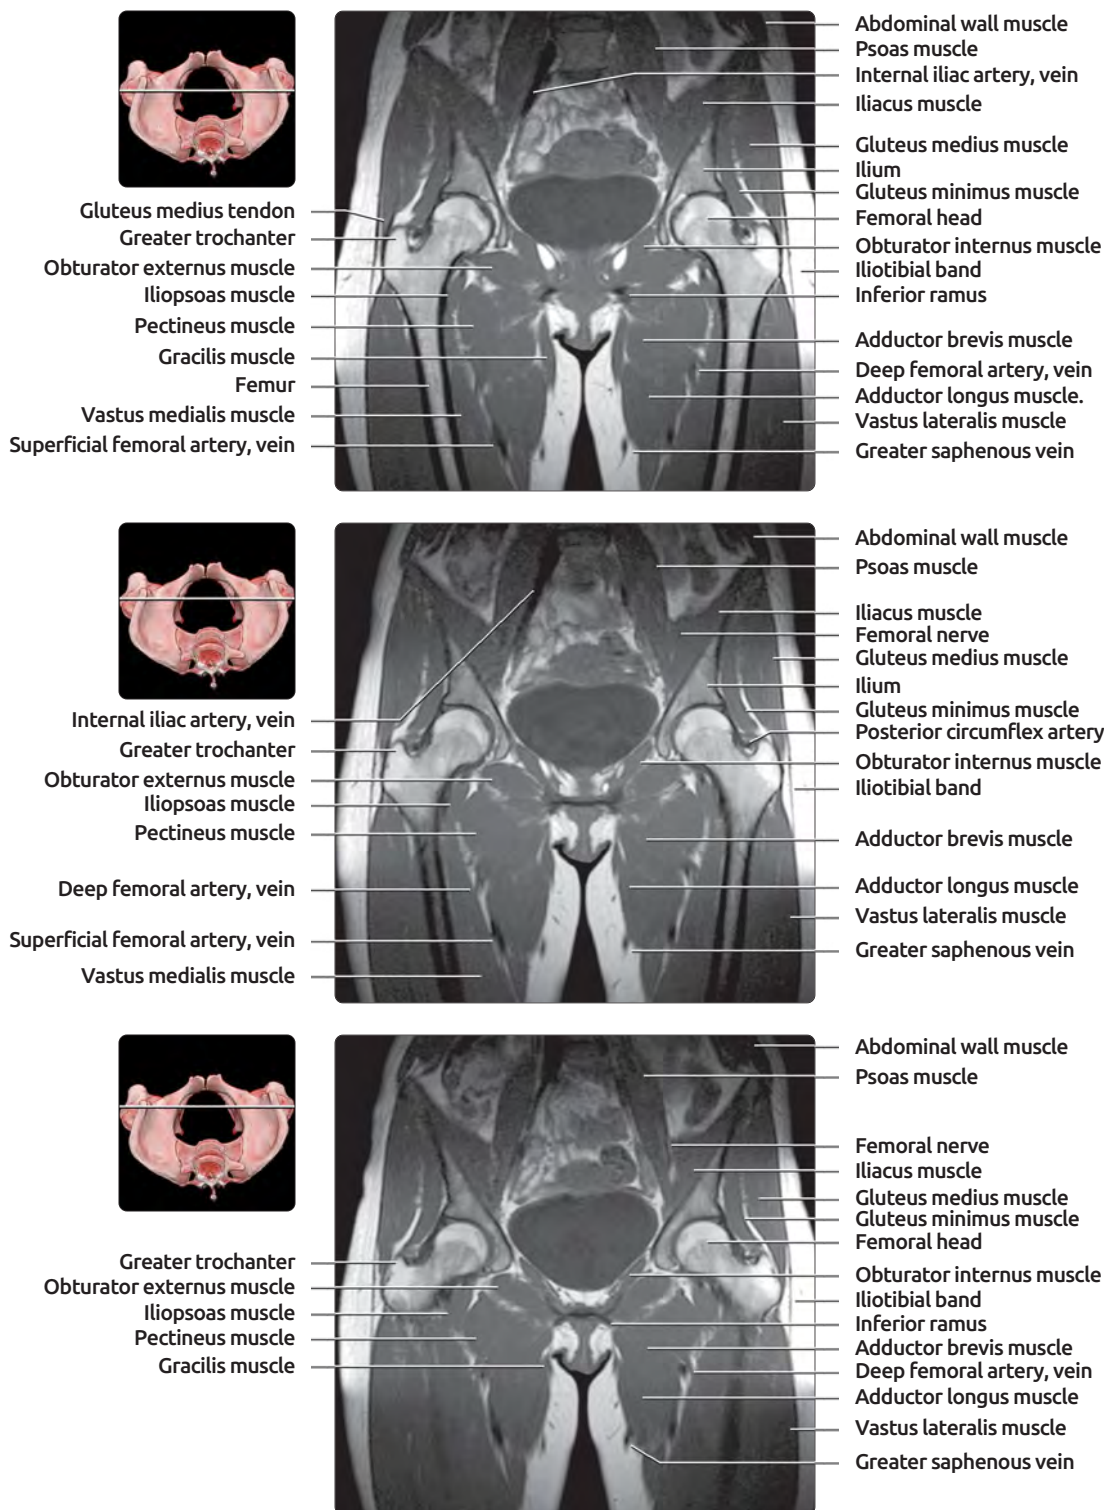 Abdominal wall muscle
Psoas muscle
Internal iliac artery, vein
Iliacus muscle
Gluteus medius muscle
Ilium
Gluteus minimus muscle
Femoral head
Obturator internus muscle
Iliotibial band
Inferior ramus
Adductor brevis muscle
Deep femoral artery, vein
Adductor longus muscle.
Vastus lateralis muscle
Greater saphenous vein
Gluteus medius tendon
Greater trochanter
Obturator externus muscle
Iliopsoas muscle
Pectineus muscle
Gracilis muscle
Femur
Vastus medialis muscle
Superficial femoral artery, vein
Abdominal wall muscle
Psoas muscle
Iliacus muscle
Femoral nerve
Gluteus medius muscle
Ilium
Gluteus minimus muscle
Posterior circumflex artery
Obturator internus muscle
Iliotibial band
Adductor brevis muscle
Adductor longus muscle
Vastus lateralis muscle
Greater saphenous vein
Internal iliac artery, vein
Greater trochanter
Obturator externus muscle
Iliopsoas muscle
Pectineus muscle
Deep femoral artery, vein
Superficial femoral artery, vein
Vastus medialis muscle
Abdominal wall muscle
Psoas muscle
Femoral nerve
Iliacus muscle
Gluteus medius muscle
Gluteus minimus muscle
Femoral head
Obturator internus muscle
Iliotibial band
Inferior ramus
Adductor brevis muscle
Deep femoral artery, vein
Adductor longus muscle
Vastus lateralis muscle
Greater saphenous vein
Greater trochanter
Obturator externus muscle
Iliopsoas muscle
Pectineus muscle
Gracilis muscle